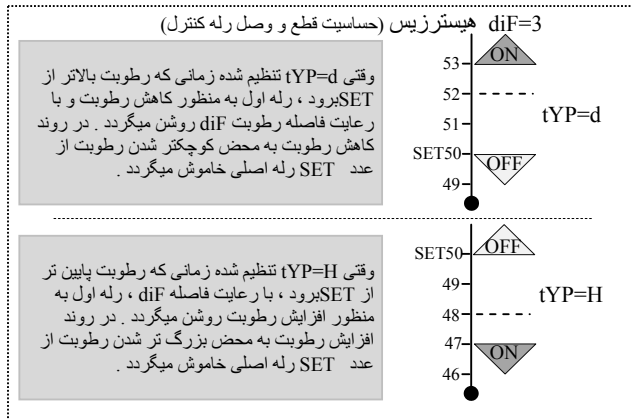 هیسترزیس (حساسیت قطع و وصل رله کنترل) diF=3
وقتی tYP=d تنظیم شده زمانی که رطوبت بالاتر از
SETبرود ، رله اول به منظور کاهش رطوبت و با
رعایت فاصله رطوبت diF روشن میگردد . در روند
کاهش رطوبت به محض کوچکتر شدن رطوبت از
عدد SET رله اصلی خاموش میگردد .
ON
53
52
tYP=d
51
SET50
OFF
49
وقتی tYP=H تنظیم شده زمانی که رطوبت پایین تر
از SETبرود ، با رعایت فاصله diF ، رله اول به
منظور افزایش رطوبت روشن میگردد . در روند
افزایش رطوبت به محض بزرگ تر شدن رطوبت از
عدد SET رله اصلی خاموش میگردد .
SET50
OFF
49
tYP=H
48
47
ON
46